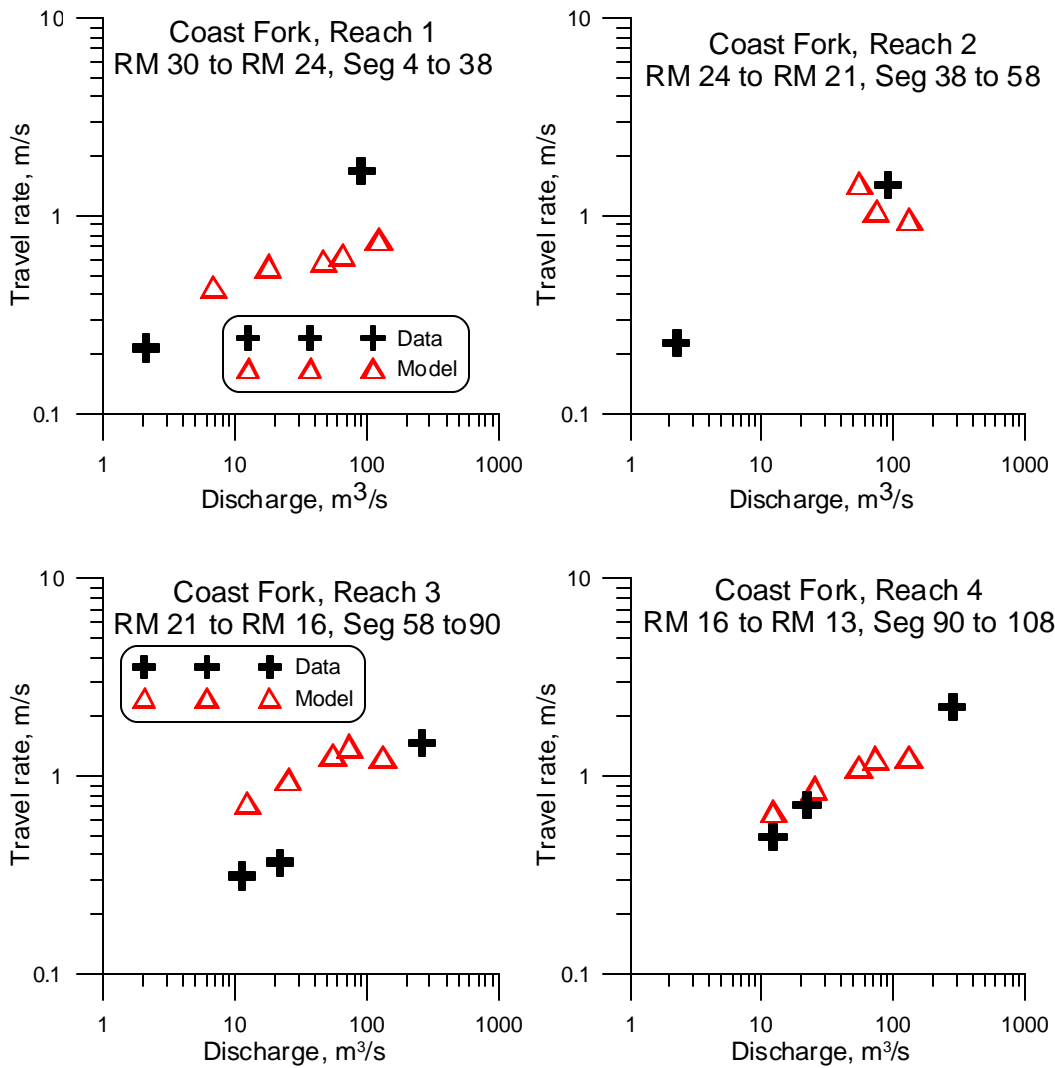 Coast Fork, Reach 1
RM 30 to RM 24, Seg 4 to 38
10
1
0.1
Travel rate, m/s
Data
Model
1 10 100 1000
Discharge, m³/s
Coast Fork, Reach 2
RM 24 to RM 21, Seg 38 to 58
10
1
0.1
Travel rate, m/s
1 10 100 1000
Discharge, m³/s
Coast Fork, Reach 3
RM 21 to RM 16, Seg 58 to90
10
1
0.1
Travel rate, m/s
Data
Model
1 10 100 1000
Discharge, m³/s
Coast Fork, Reach 4
RM 16 to RM 13, Seg 90 to 108
10
1
0.1
Travel rate, m/s
1 10 100 1000
Discharge, m³/s